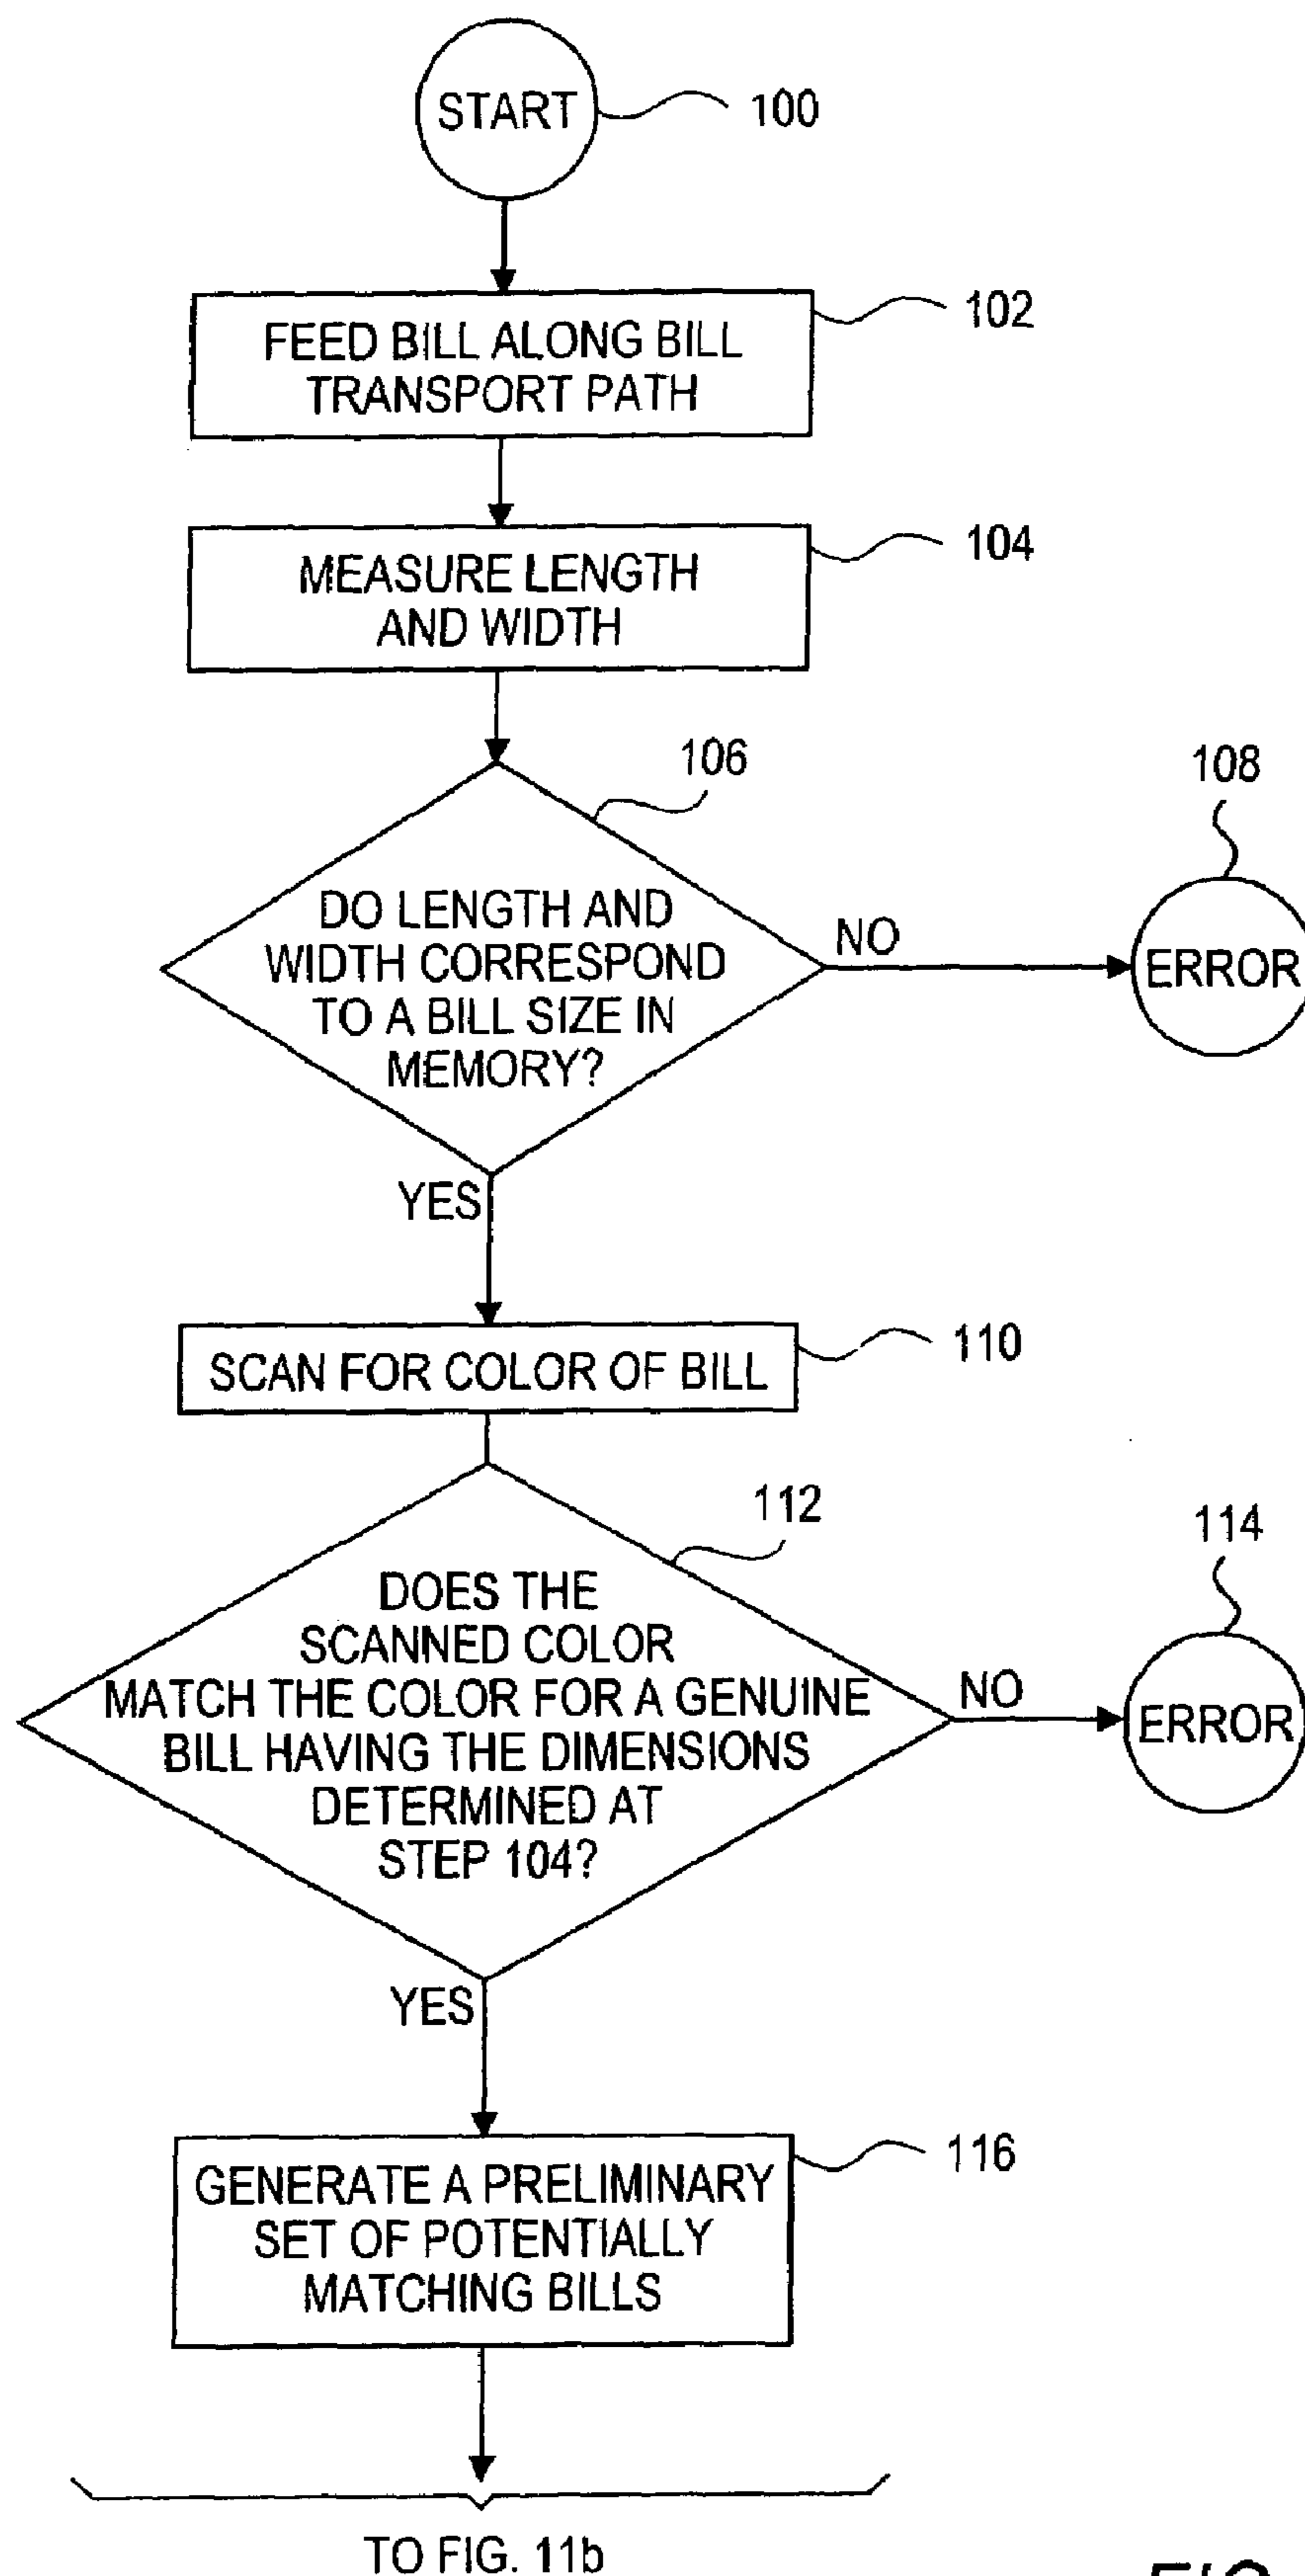 START
100
FEED BILL ALONG BILL
TRANSPORT PATH
102
MEASURE LENGTH
AND WIDTH
104
106
108
DO LENGTH AND
WIDTH CORRESPOND
TO A BILL SIZE IN
MEMORY?
NO
ERROR
YES
SCAN FOR COLOR OF BILL
110
112
114
DOES THE
SCANNED COLOR
MATCH THE COLOR FOR A GENUINE
BILL HAVING THE DIMENSIONS
DETERMINED AT
STEP 104?
NO
ERROR
YES
GENERATE A PRELIMINARY
SET OF POTENTIALLY
MATCHING BILLS
116
TO FIG. 11b